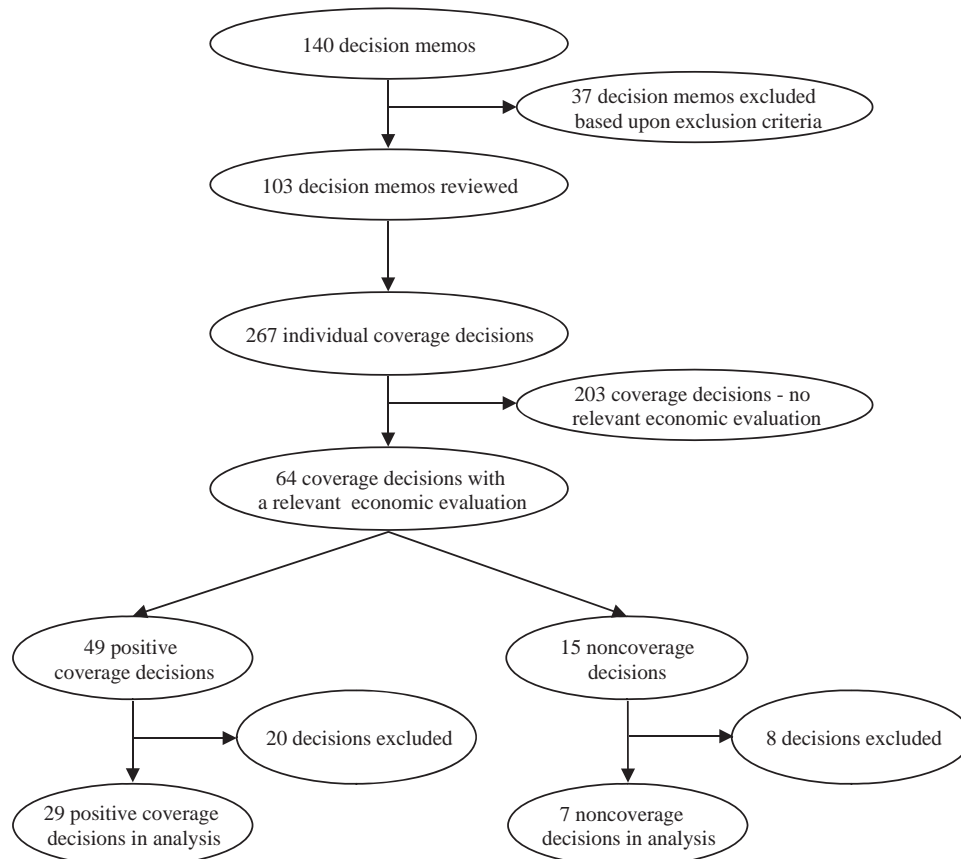 140 decision memos
37 decision memos excluded
based upon exclusion criteria
103 decision memos reviewed
267 individual coverage decisions
203 coverage decisions - no
relevant economic evaluation
64 coverage decisions with
a relevant economic evaluation
49 positive
coverage decisions
15 noncoverage
decisions
20 decisions excluded
8 decisions excluded
29 positive coverage
decisions in analysis
7 noncoverage
decisions in analysis